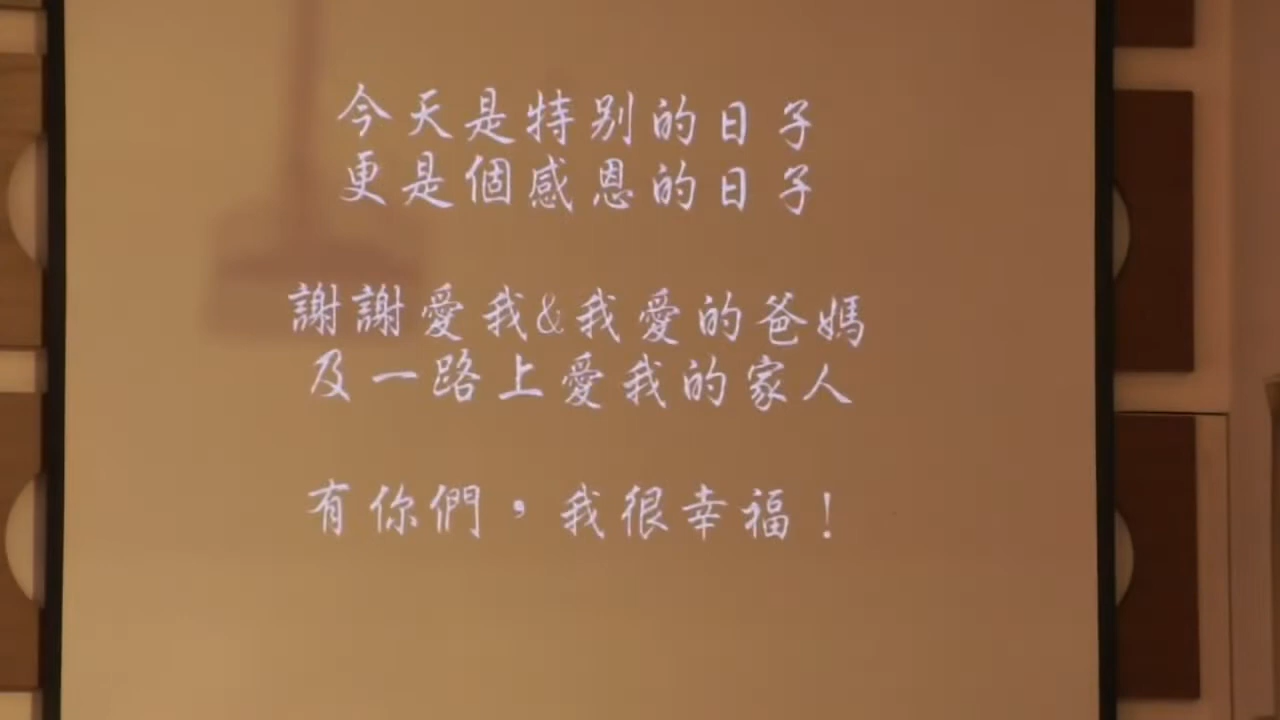 今天是特別的日子
更是個感恩的日子
謝謝愛我&我愛的爸媽
及一路上愛我的家人
有你們，我很幸福！